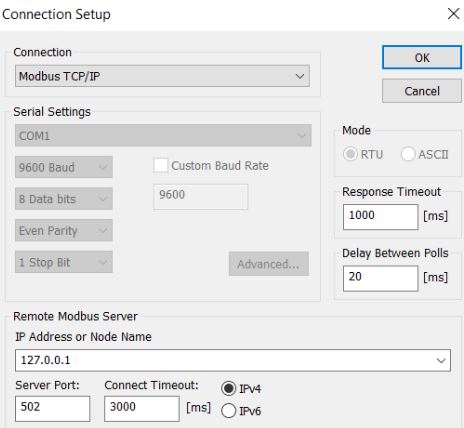 Connection Setup
OK
Cancel
Connection
Modbus TCP/IP
Serial Settings
COM1
9600 Baud
Custom Baud Rate
8 Data bits
9600
Even Parity
1 Stop Bit
Advanced...
Mode
RTU
ASCII
Response Timeout
1000 [ms]
Delay Between Polls
20 [ms]
Remote Modbus Server
IP Address or Node Name
127.0.0.1
Server Port:
502
Connect Timeout:
3000 [ms]
IPv4
IPv6